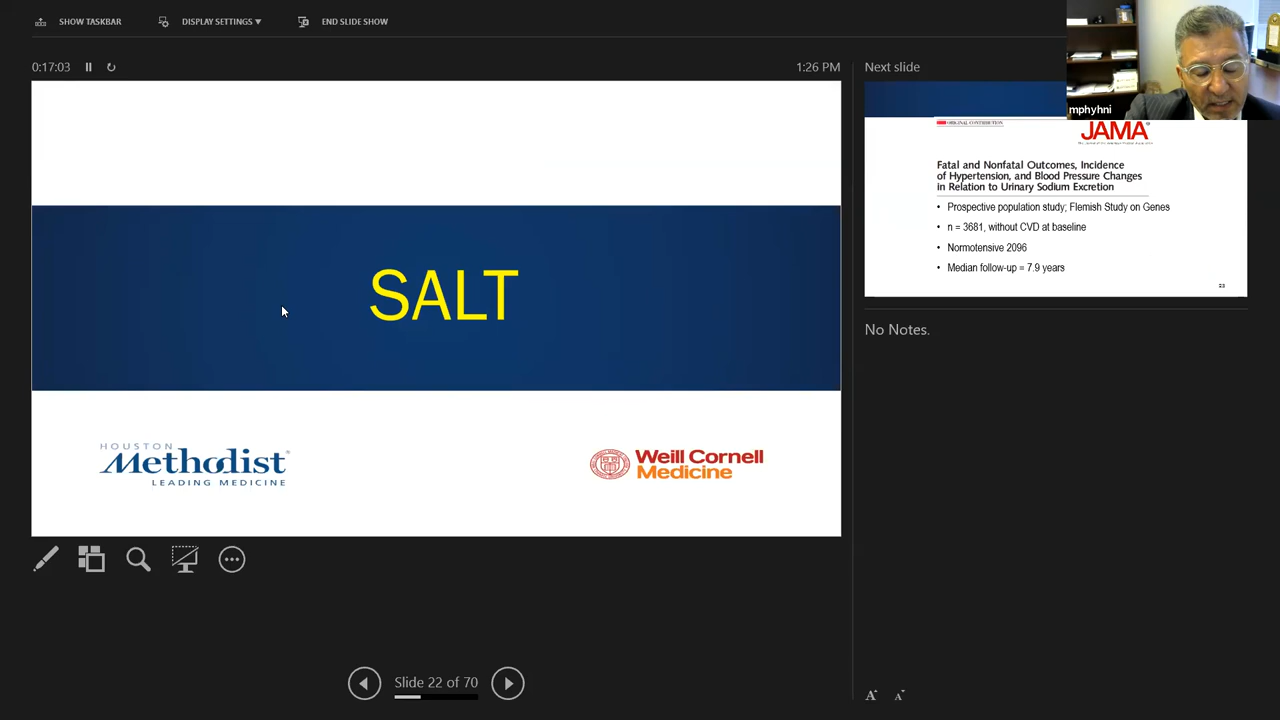 SHOW TASKBAR
DISPLAY SETTINGS ▼
END SLIDE SHOW
0:17:03
1:26 PM
SALT
HOUSTON
Methodist
LEADING MEDICINE
Weill Cornell
Medicine
Slide 22 of 70
Next slide
mphyhni
ORIGINAL CONTRIBUTION
JAMA
Fatal and Nonfatal Outcomes, Incidence
of Hypertension, and Blood Pressure Changes
in Relation to Urinary Sodium Excretion
• Prospective population study; Flemish Study on Genes
• n = 3681, without CVD at baseline
• Normotensive 2096
• Median follow-up = 7.9 years
23
No Notes.
A A